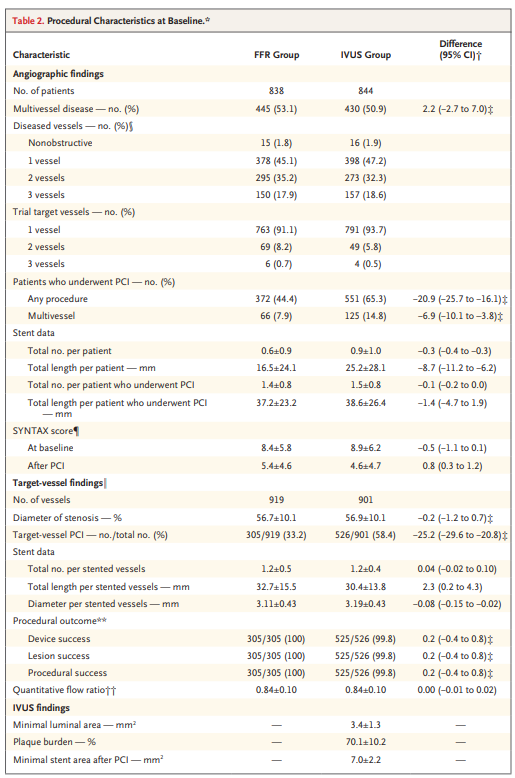 Table 2. Procedural Characteristics at Baseline.*
Characteristic FFR Group IVUS Group Difference (95% CI)†
Angiographic findings
No. of patients 838 844
Multivessel disease — no. (%) 445 (53.1) 430 (50.9) 2.2 (−2.7 to 7.0)‡
Diseased vessels — no. (%)§
Nonobstructive 15 (1.8) 16 (1.9)
1 vessel 378 (45.1) 398 (47.2)
2 vessels 295 (35.2) 273 (32.3)
3 vessels 150 (17.9) 157 (18.6)
Trial target vessels — no. (%)
1 vessel 763 (91.1) 791 (93.7)
2 vessels 69 (8.2) 49 (5.8)
3 vessels 6 (0.7) 4 (0.5)
Patients who underwent PCI — no. (%)
Any procedure 372 (44.4) 551 (65.3) −20.9 (−25.7 to −16.1)‡
Multivessel 66 (7.9) 125 (14.8) −6.9 (−10.1 to −3.8)‡
Stent data
Total no. per patient 0.6±0.9 0.9±1.0 −0.3 (−0.4 to −0.3)
Total length per patient — mm 16.5±24.1 25.2±28.1 −8.7 (−11.2 to −6.2)
Total no. per patient who underwent PCI 1.4±0.8 1.5±0.8 −0.1 (−0.2 to 0.0)
Total length per patient who underwent PCI 37.2±23.2 38.6±26.4 −1.4 (−4.7 to 1.9)
— mm
SYNTAX score¶
At baseline 8.4±5.8 8.9±6.2 −0.5 (−1.1 to 0.1)
After PCI 5.4±4.6 4.6±4.7 0.8 (0.3 to 1.2)
Target-vessel findings‖
No. of vessels 919 901
Diameter of stenosis — % 56.7±10.1 56.9±10.1 −0.2 (−1.2 to 0.7)‡
Target-vessel PCI — no./total no. (%) 305/919 (33.2) 526/901 (58.4) −25.2 (−29.6 to −20.8)‡
Stent data
Total no. per stented vessels 1.2±0.5 1.2±0.4 0.04 (−0.02 to 0.10)
Total length per stented vessels — mm 32.7±15.5 30.4±13.8 2.3 (0.2 to 4.3)
Diameter per stented vessels — mm 3.11±0.43 3.19±0.43 −0.08 (−0.15 to −0.02)
Procedural outcome**
Device success 305/305 (100) 525/526 (99.8) 0.2 (−0.4 to 0.8)‡
Lesion success 305/305 (100) 525/526 (99.8) 0.2 (−0.4 to 0.8)‡
Procedural success 305/305 (100) 525/526 (99.8) 0.2 (−0.4 to 0.8)‡
Quantitative flow ratio†† 0.84±0.10 0.84±0.10 0.00 (−0.01 to 0.02)
IVUS findings
Minimal luminal area — mm² — 3.4±1.3 —
Plaque burden — % — 70.1±10.2 —
Minimal stent area after PCI — mm² — 7.0±2.2 —